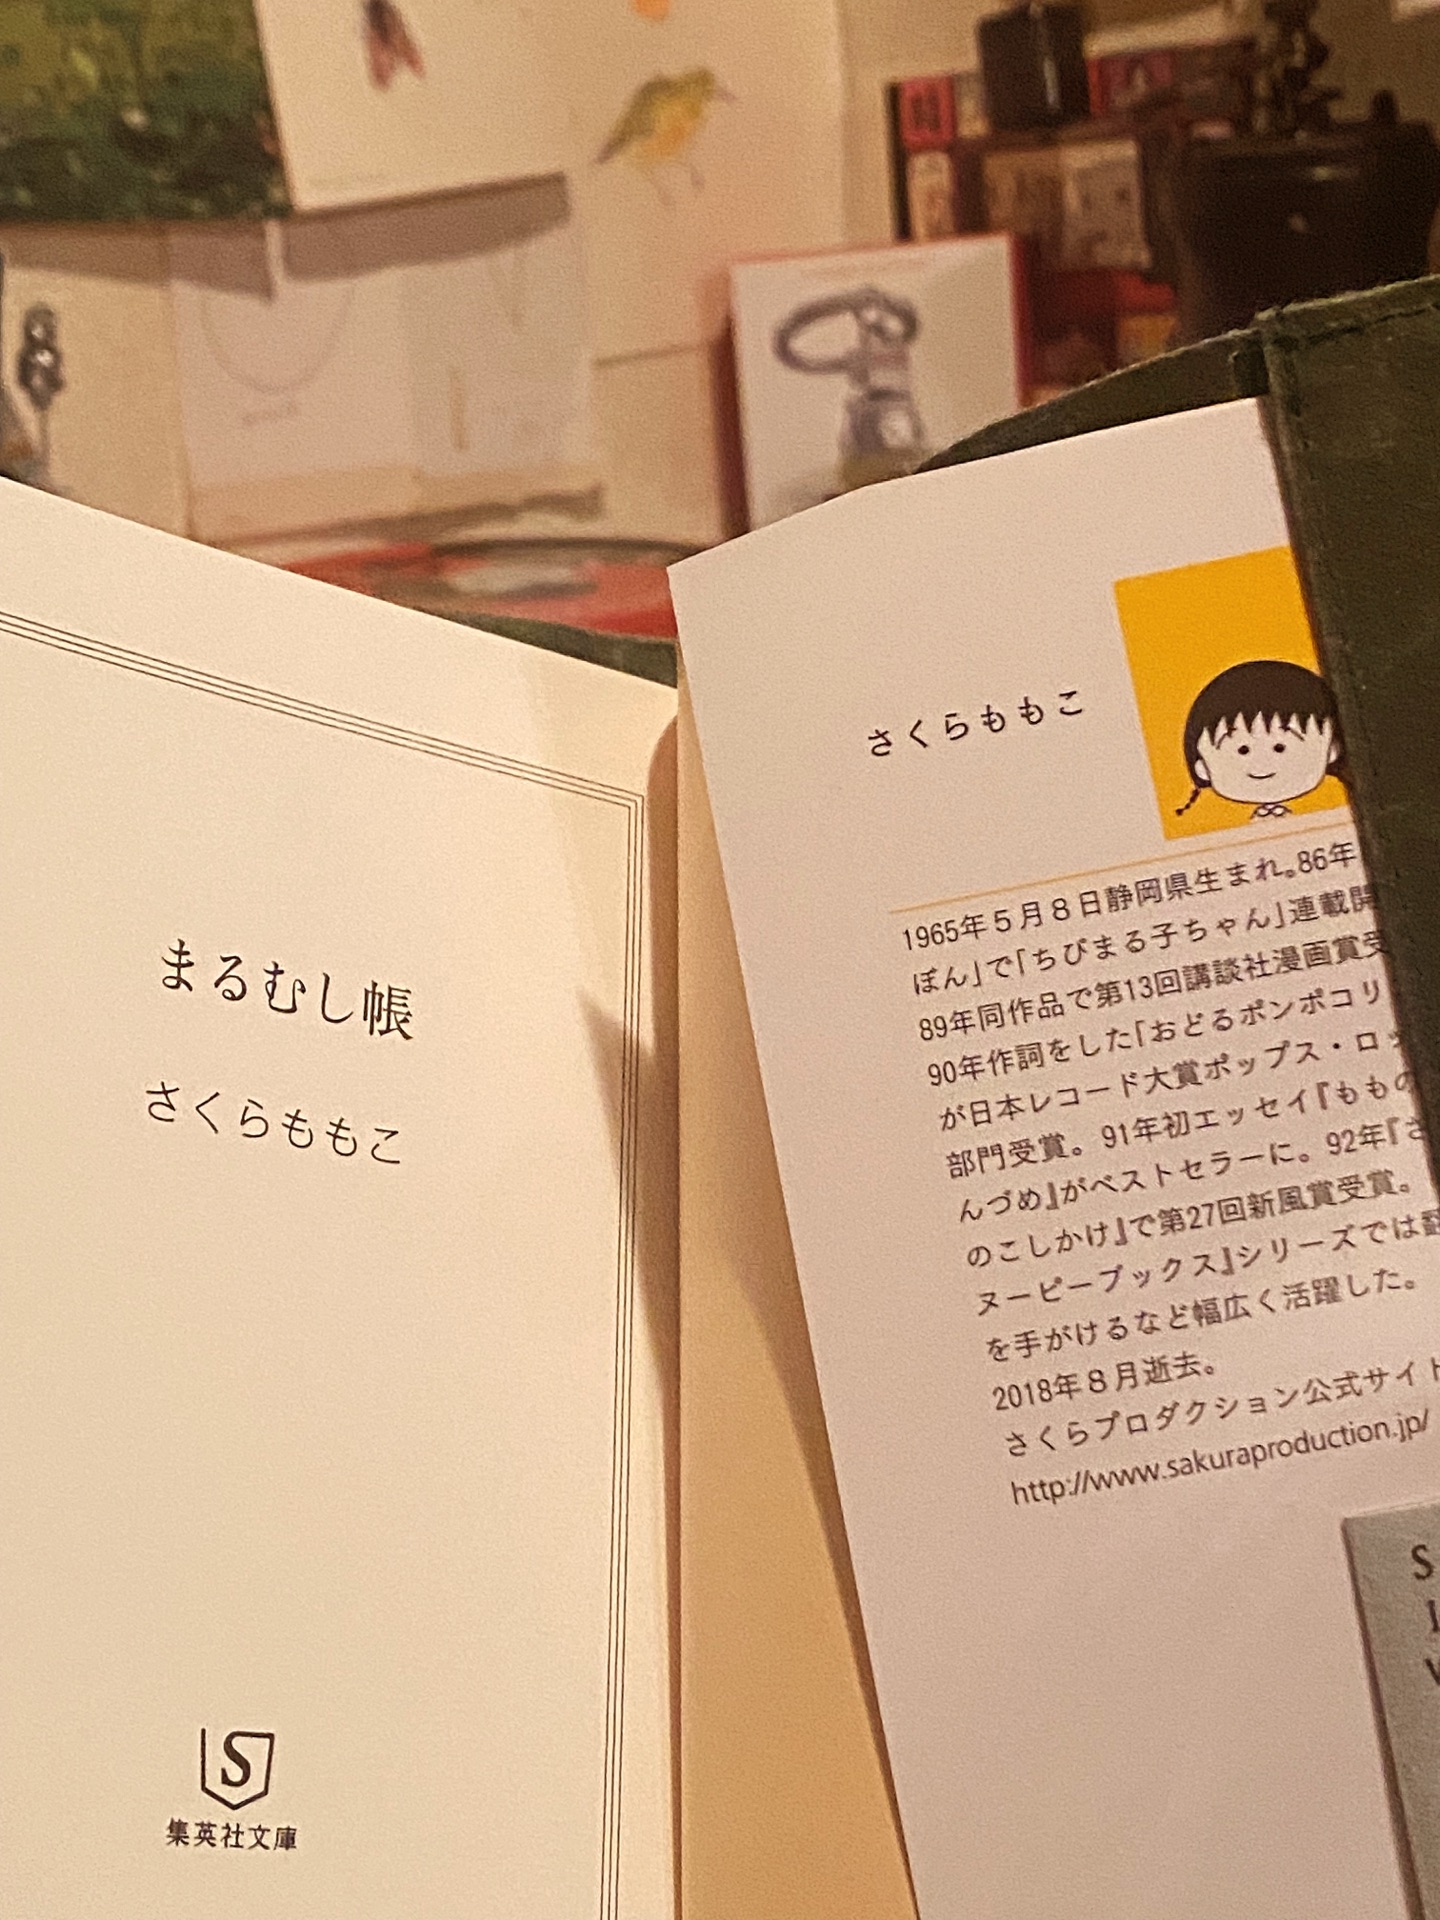 まるむし帳
さくらももこ
S
集英社文庫
さくらももこ
1965年5月8日静岡県生まれ。86年
ぼん」で「ちびまる子ちゃん」連載開
89年同作品で第13回講談社漫画賞受
90年作詞をした「おどるポンポコリ
が日本レコード大賞ポップス・ロッ
部門受賞。91年初エッセイ『ももの
んづめ』がベストセラーに。92年『さ
のこしかけ』で第27回新風賞受賞。
ヌーピーブックス』シリーズでは翻
を手がけるなど幅広く活躍した。
2018年8月逝去。
さくらプロダクション公式サイト
http://www.sakuraproduction.jp/
S